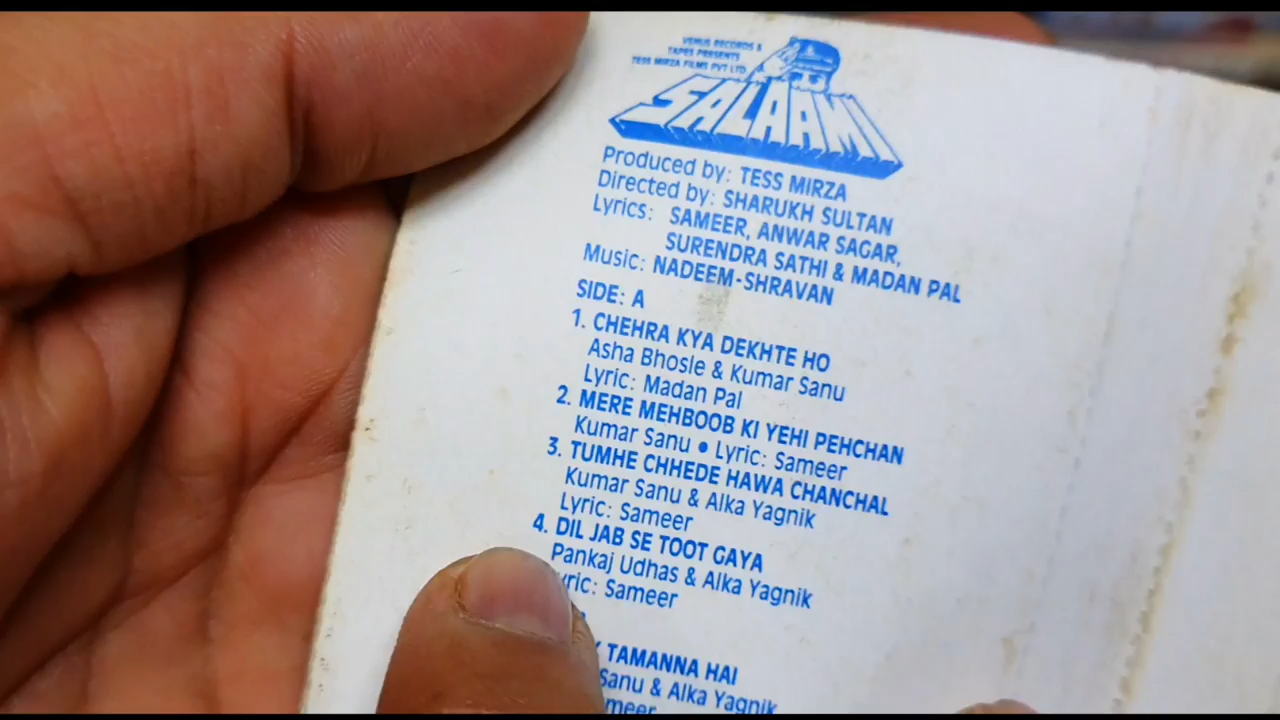 VENUS RECORDS &
TAPES PRESENTS
TESS MIRZA FILMS PVT LTD
SALAAMI
Produced by: TESS MIRZA
Directed by: SHARUKH SULTAN
Lyrics: SAMEER, ANWAR SAGAR,
SURENDRA SATHI & MADAN PAL
Music: NADEEM-SHRAVAN
SIDE: A
1. CHEHRA KYA DEKHTE HO
Asha Bhosle & Kumar Sanu
Lyric: Madan Pal
2. MERE MEHBOOB KI YEHI PEHCHAN
Kumar Sanu • Lyric: Sameer
3. TUMHE CHHEDE HAWA CHANCHAL
Kumar Sanu & Alka Yagnik
Lyric: Sameer
4. DIL JAB SE TOOT GAYA
Pankaj Udhas & Alka Yagnik
yric: Sameer
TAMANNA HAI
Sanu & Alka Yagnik
meer